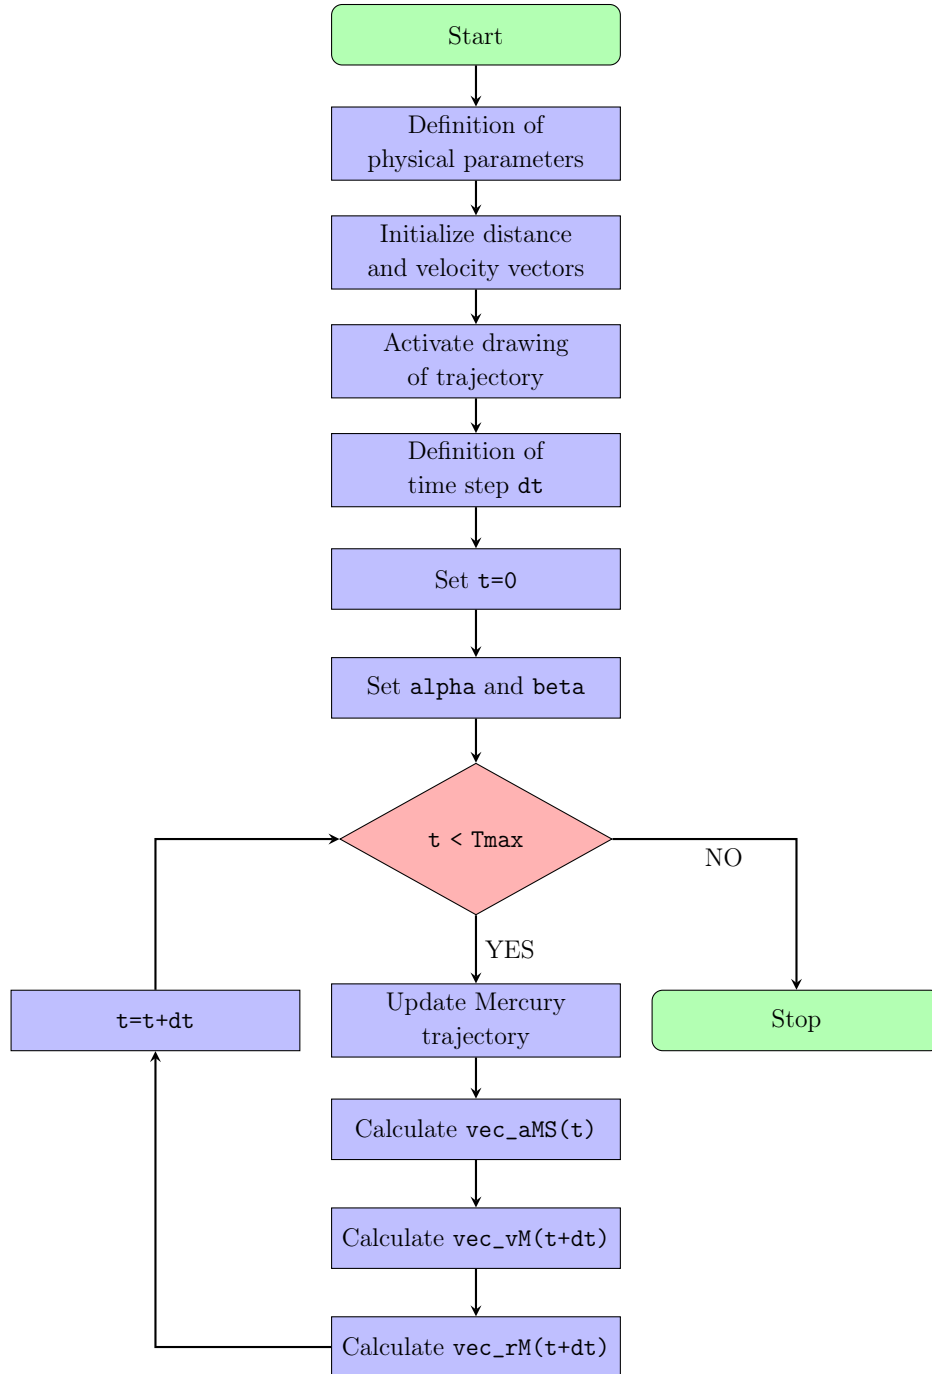 Start
Definition of
physical parameters
Initialize distance
and velocity vectors
Activate drawing
of trajectory
Definition of
time step dt
Set t=0
Set alpha and beta
t < Tmax
NO
YES
Update Mercury
trajectory
t=t+dt
Stop
Calculate vec_aMS(t)
Calculate vec_vM(t+dt)
Calculate vec_rM(t+dt)